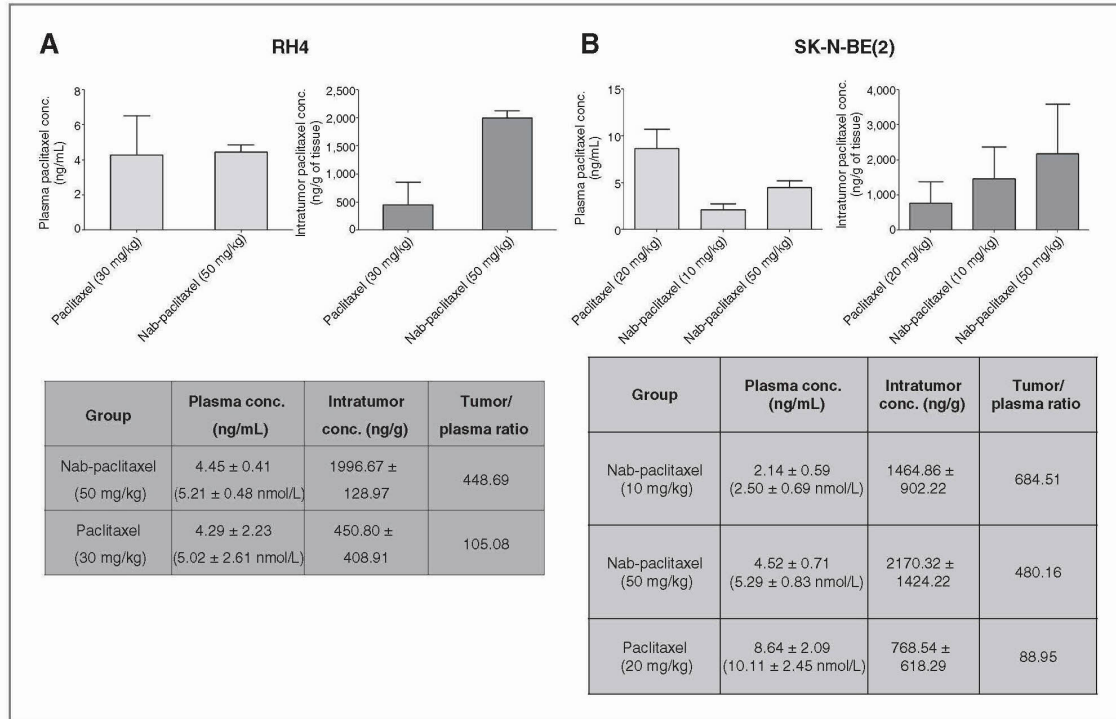 A
RH4
Plasma paclitaxel conc.
(ng/mL)
8
6
4
2
0
Paclitaxel (30 mg/kg)
Nab-paclitaxel (50 mg/kg)
Intratumor paclitaxel conc.
(ng/g of tissue)
2,500
2,000
1,500
1,000
500
0
Paclitaxel (30 mg/kg)
Nab-paclitaxel (50 mg/kg)
Group
Plasma conc.
(ng/mL)
Intratumor
conc. (ng/g)
Tumor/
plasma ratio
Nab-paclitaxel
(50 mg/kg)
4.45 ± 0.41
(5.21 ± 0.48 nmol/L)
1996.67 ±
128.97
448.69
Paclitaxel
(30 mg/kg)
4.29 ± 2.23
(5.02 ± 2.61 nmol/L)
450.80 ±
408.91
105.08
B
SK-N-BE(2)
Plasma paclitaxel conc.
(ng/mL)
15
10
5
0
Paclitaxel (20 mg/kg)
Nab-paclitaxel (10 mg/kg)
Nab-paclitaxel (50 mg/kg)
Intratumor paclitaxel conc.
(ng/g of tissue)
4,000
3,000
2,000
1,000
0
Paclitaxel (20 mg/kg)
Nab-paclitaxel (10 mg/kg)
Nab-paclitaxel (50 mg/kg)
Group
Plasma conc.
(ng/mL)
Intratumor
conc. (ng/g)
Tumor/
plasma ratio
Nab-paclitaxel
(10 mg/kg)
2.14 ± 0.59
(2.50 ± 0.69 nmol/L)
1464.86 ±
902.22
684.51
Nab-paclitaxel
(50 mg/kg)
4.52 ± 0.71
(5.29 ± 0.83 nmol/L)
2170.32 ±
1424.22
480.16
Paclitaxel
(20 mg/kg)
8.64 ± 2.09
(10.11 ± 2.45 nmol/L)
768.54 ±
618.29
88.95